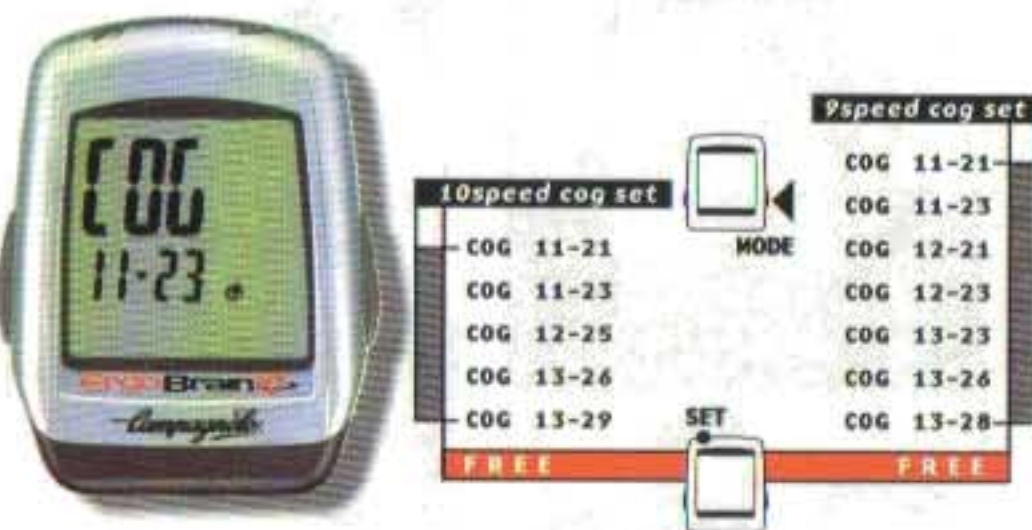 COG
11-23
ErgoBrain
Campagnolo
10speed cog set
COG 11-21
COG 11-23
COG 12-25
COG 13-26
COG 13-29
FREE
MODE
SET
9speed cog set
COG 11-21
COG 11-23
COG 12-21
COG 12-23
COG 13-23
COG 13-26
COG 13-28
FREE